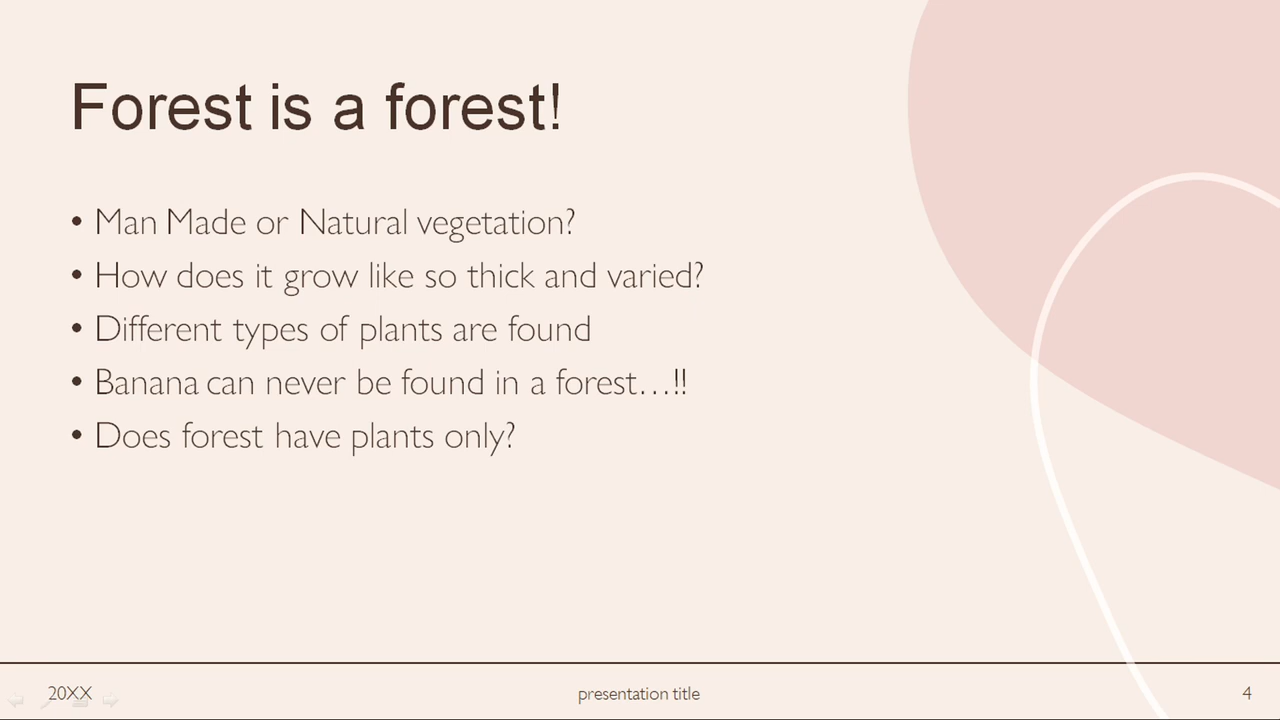 Forest is a forest!
• Man Made or Natural vegetation?
• How does it grow like so thick and varied?
• Different types of plants are found
• Banana can never be found in a forest…!!
• Does forest have plants only?
20XX
presentation title
4